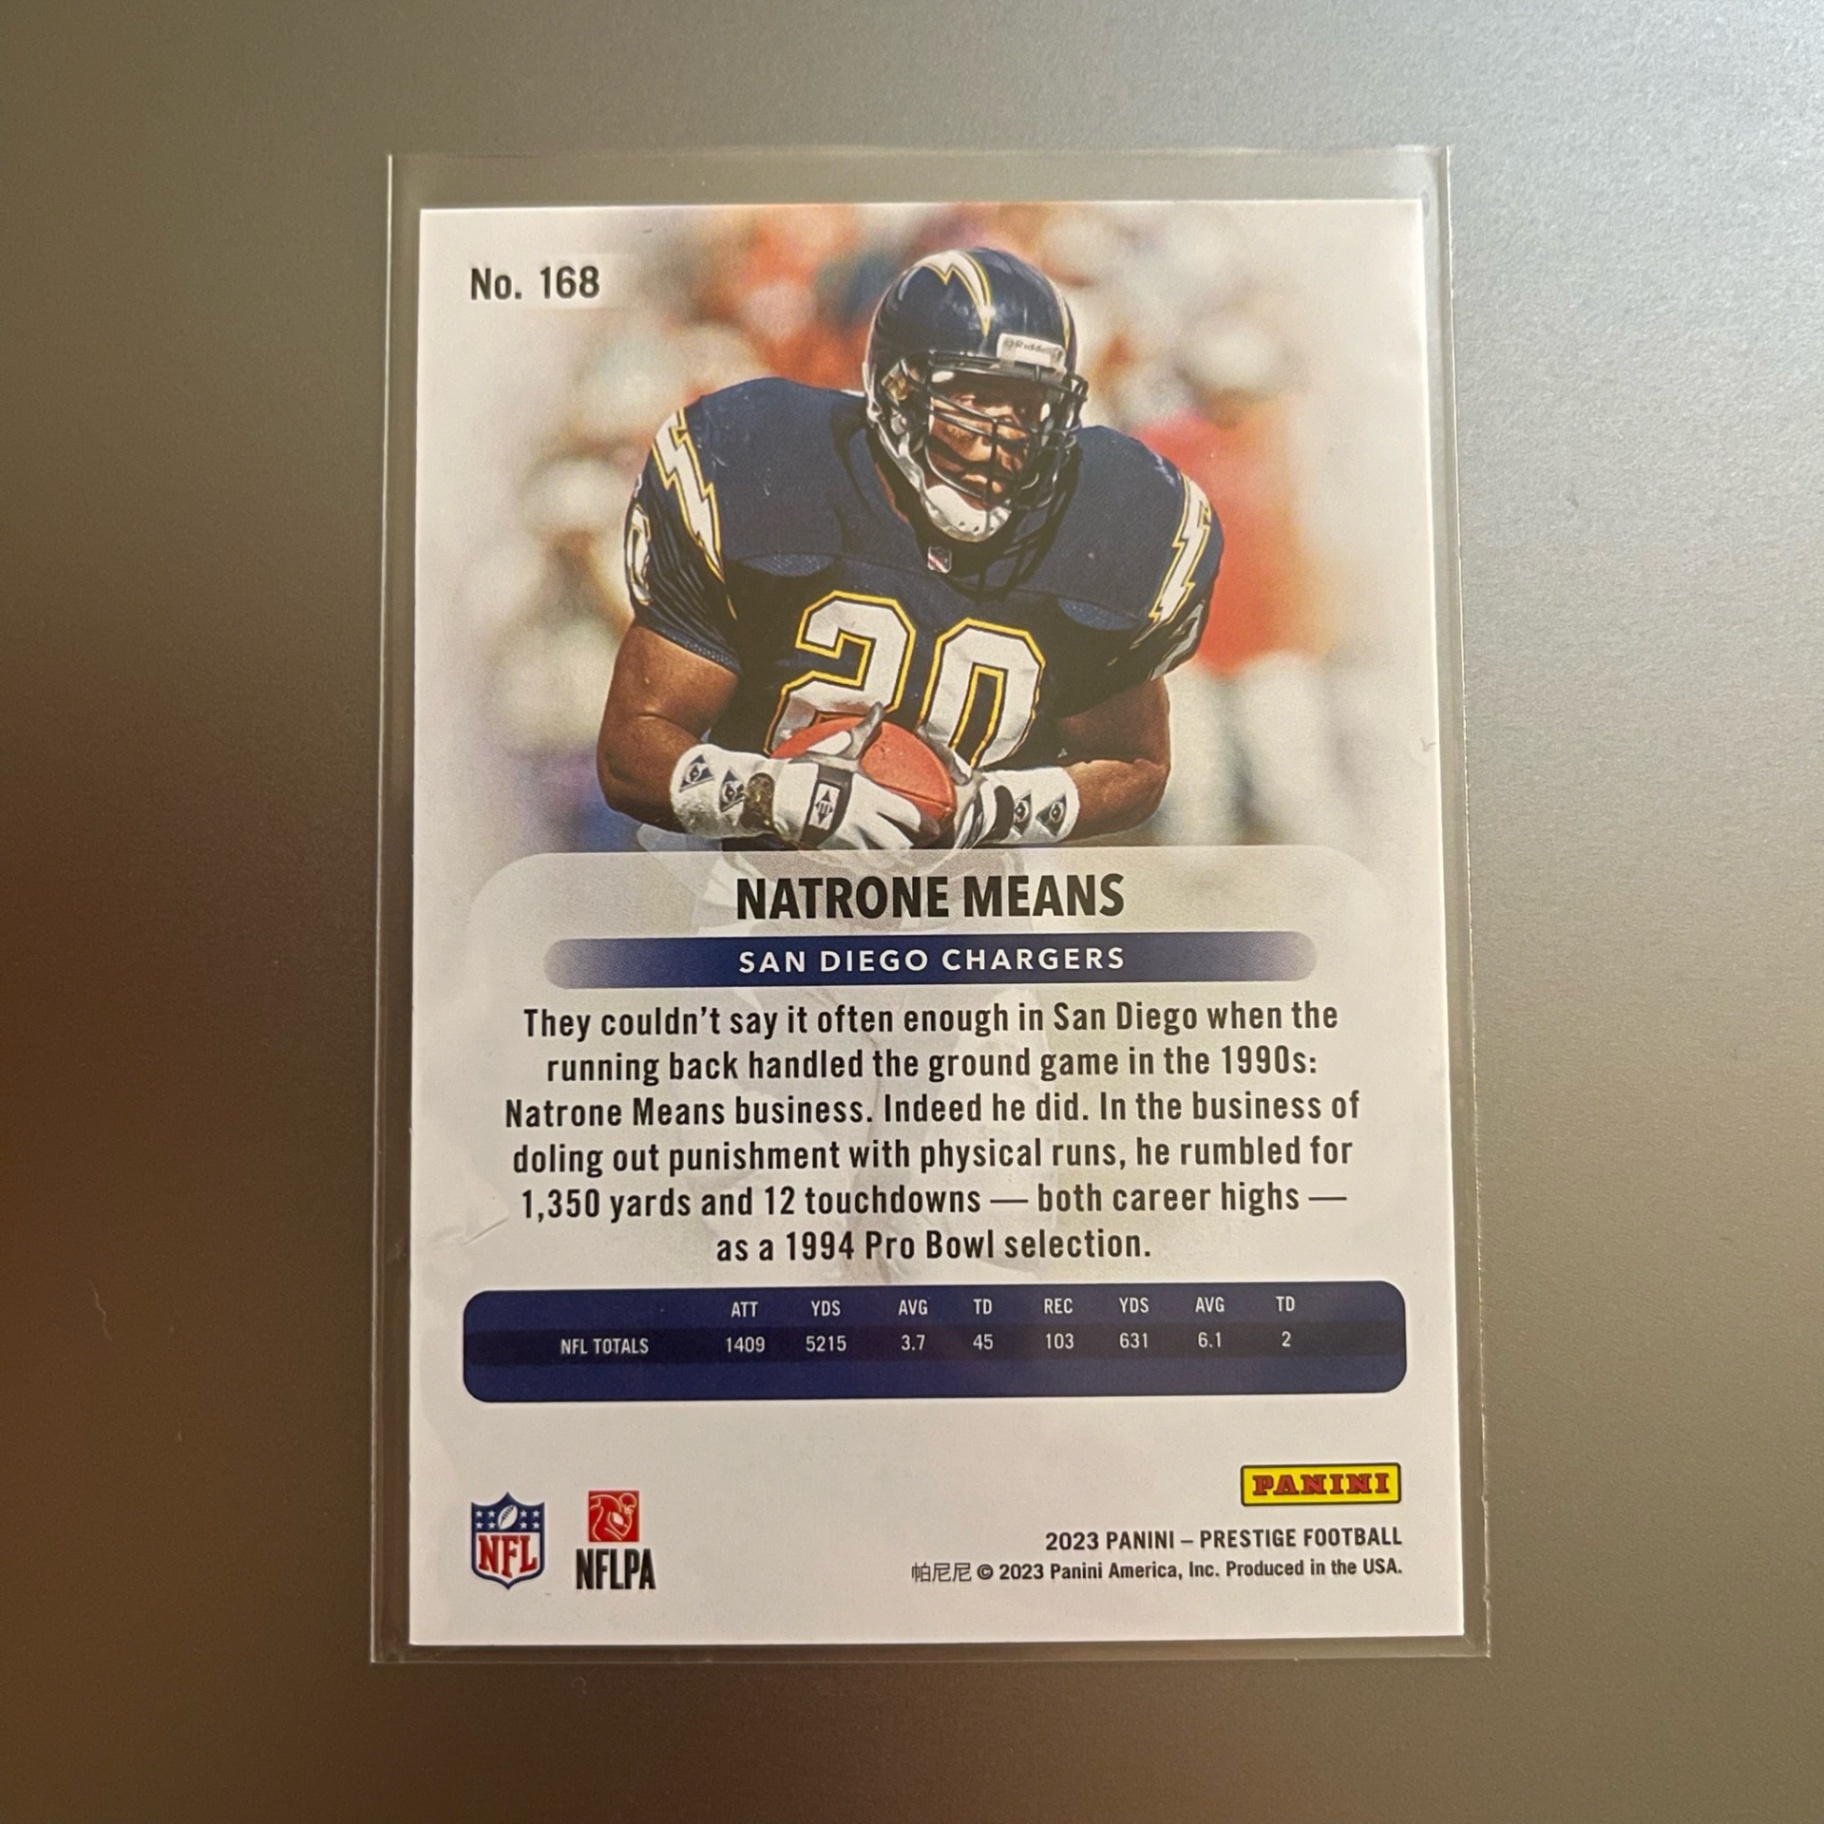 No. 168
Riddell
20
NATRONE MEANS
SAN DIEGO CHARGERS
They couldn't say it often enough in San Diego when the
running back handled the ground game in the 1990s:
Natrone Means business. Indeed he did. In the business of
doling out punishment with physical runs, he rumbled for
1,350 yards and 12 touchdowns — both career highs —
as a 1994 Pro Bowl selection.
ATT YDS AVG TD REC YDS AVG TD
NFL TOTALS 1409 5215 3.7 45 103 631 6.1 2
PANINI
NFL
NFLPA
2023 PANINI – PRESTIGE FOOTBALL
帕尼尼 © 2023 Panini America, Inc. Produced in the USA.